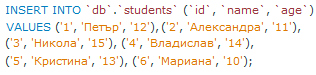 INSERT INTO `db`.`students` (`id`, `name`, `age`)
VALUES ('1', 'Петър', '12'), ('2', 'Александра', '11'),
('3', 'Никола', '15'), ('4', 'Владислав', '14'),
('5', 'Кристина', '13'), ('6', 'Мариана', '10');